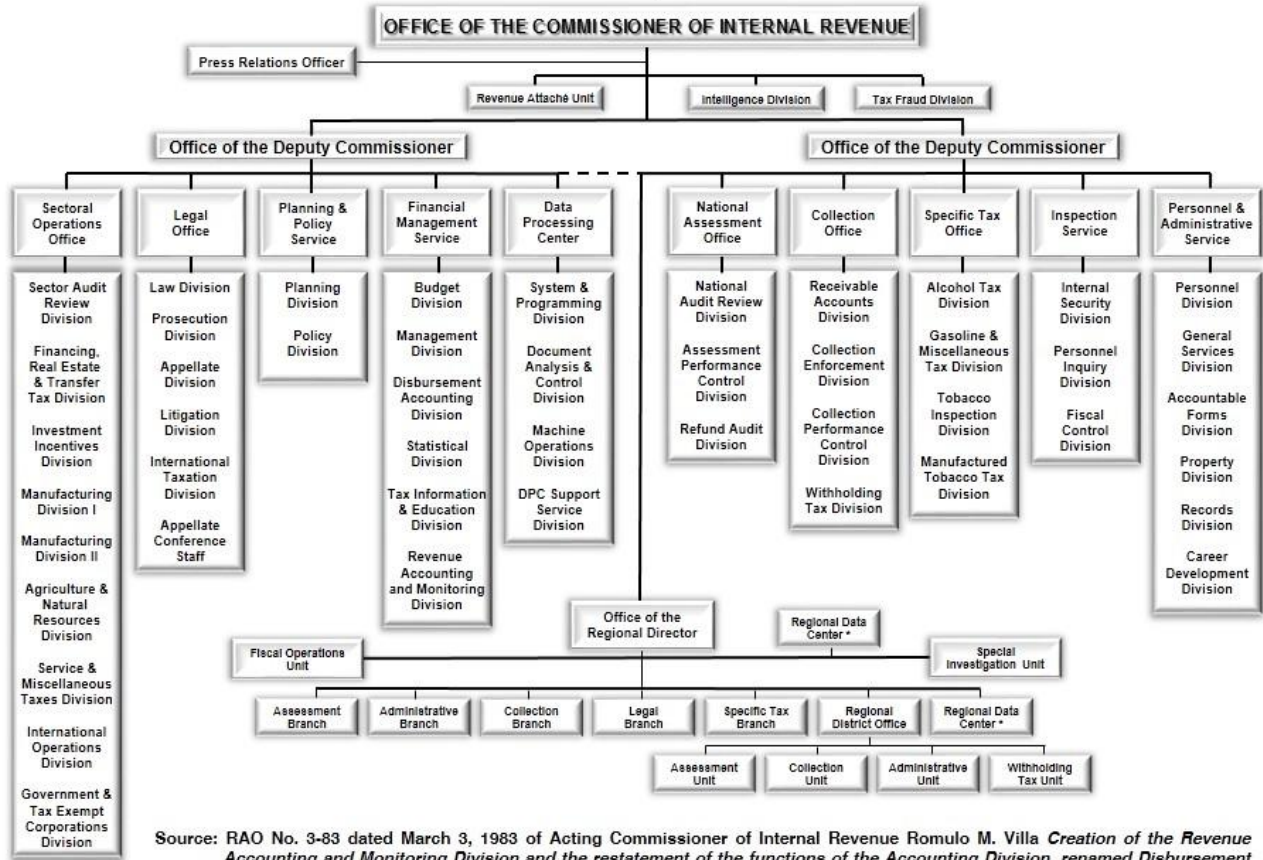 OFFICE OF THE COMMISSIONER OF INTERNAL REVENUE
Press Relations Officer
Revenue Attaché Unit
Intelligence Division
Tax Fraud Division
Office of the Deputy Commissioner
Office of the Deputy Commissioner
Sectoral
Operations
Office
Legal
Office
Planning &
Policy
Service
Financial
Management
Service
Data
Processing
Center
National
Assessment
Office
Collection
Office
Specific Tax
Office
Inspection
Service
Personnel &
Administrative
Service
Sector Audit
Review
Division
Financing,
Real Estate
& Transfer
Tax Division
Investment
Incentives
Division
Manufacturing
Division I
Manufacturing
Division II
Agriculture &
Natural
Resources
Division
Service &
Miscellaneous
Taxes Division
International
Operations
Division
Government &
Tax Exempt
Corporations
Division
Law Division
Prosecution
Division
Appellate
Division
Litigation
Division
International
Taxation
Division
Appellate
Conference
Staff
Planning
Division
Policy
Division
Budget
Division
Management
Division
Disbursement
Accounting
Division
Statistical
Division
Tax Information
& Education
Division
Revenue
Accounting
and Monitoring
Division
System &
Programming
Division
Document
Analysis &
Control
Division
Machine
Operations
Division
DPC Support
Service
Division
National
Audit Review
Division
Assessment
Performance
Control
Division
Refund Audit
Division
Receivable
Accounts
Division
Collection
Enforcement
Division
Collection
Performance
Control
Division
Withholding
Tax Division
Alcohol Tax
Division
Gasoline &
Miscellaneous
Tax Division
Tobacco
Inspection
Division
Manufactured
Tobacco Tax
Division
Internal
Security
Division
Personnel
Inquiry
Division
Fiscal
Control
Division
Personnel
Division
General
Services
Division
Accountable
Forms
Division
Property
Division
Records
Division
Career
Development
Division
Office of the
Regional Director
Regional Data
Center *
Fiscal Operations
Unit
Special
Investigation Unit
Assessment
Branch
Administrative
Branch
Collection
Branch
Legal
Branch
Specific Tax
Branch
Regional
District Office
Regional Data
Center *
Assessment
Unit
Collection
Unit
Administrative
Unit
Withholding
Tax Unit
Source: RAO No. 3-83 dated March 3, 1983 of Acting Commissioner of Internal Revenue Romulo M. Villa Creation of the Revenue
Accounting and Monitoring Division and the restatement of the functions of the Accounting Division, renamed Disbursement